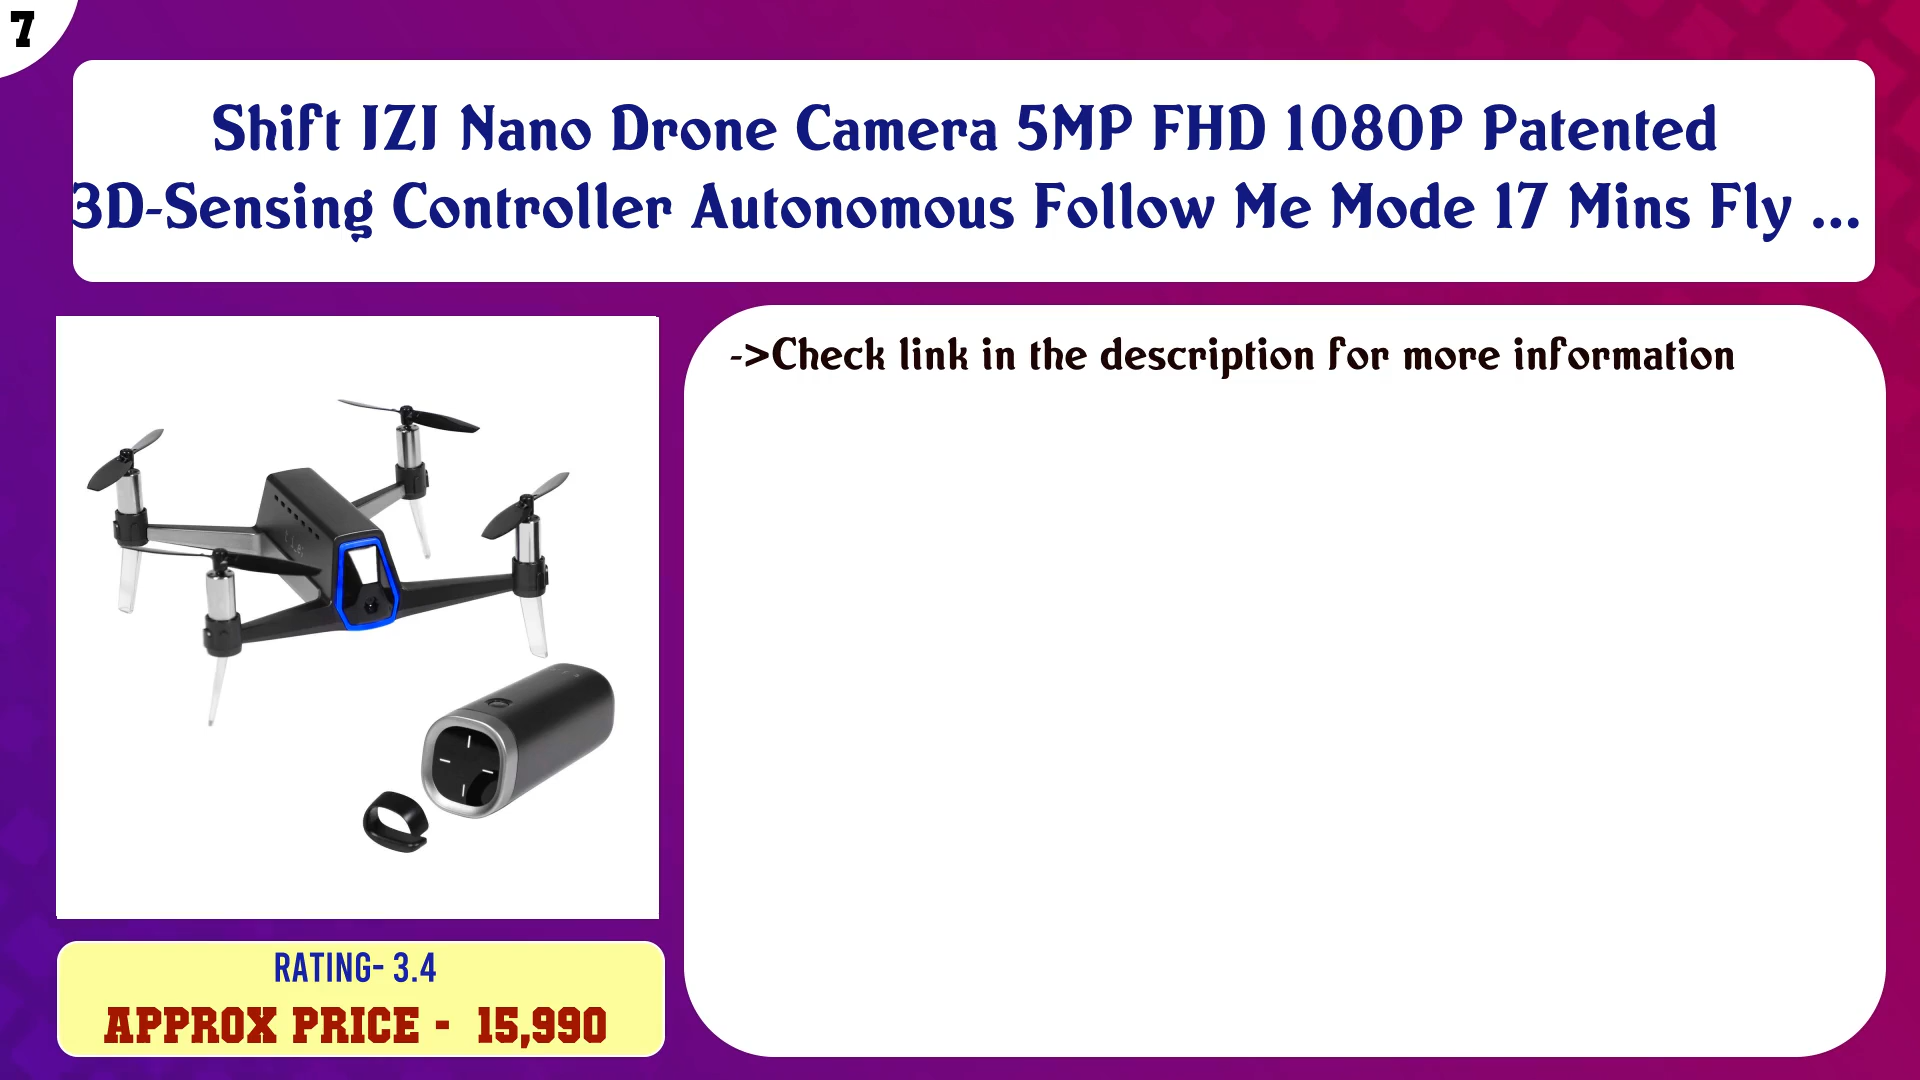 7
Shift IZI Nano Drone Camera 5MP FHD 1080P Patented
3D-Sensing Controller Autonomous Follow Me Mode 17 Mins Fly ...
->Check link in the description for more information
RATING- 3.4
APPROX PRICE - 15,990